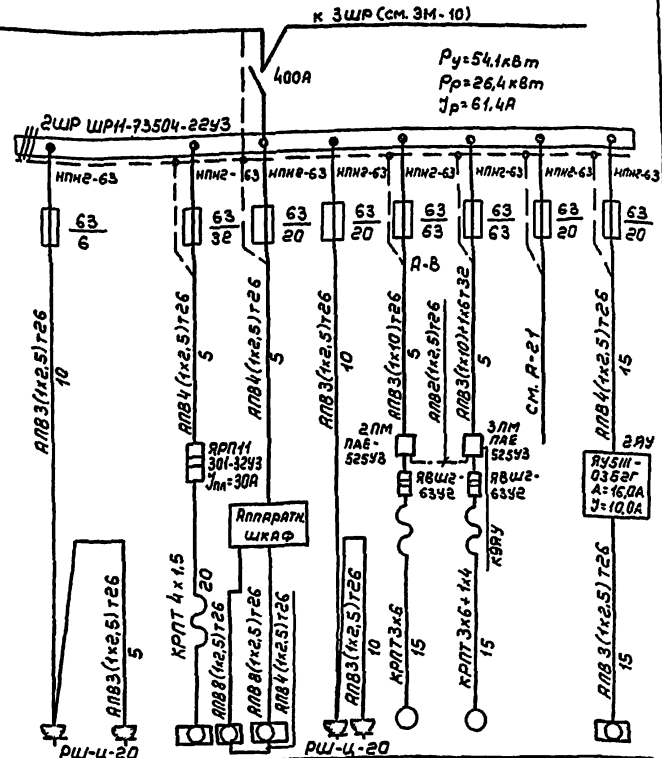 к 3шр (см. ЭМ-10)
400А
Ру=54,1кВт
Рр=26,4кВт
Ур=61,4А
2ШР ШР11-73504-22У3
НПН2-63
НПН2-63
НПН2-63
НПН2-63
НПН2-63
НПН2-63
НПН2-63
НПН2-63
63
6
63
32
63
20
63
20
63
63
63
63
63
20
63
20
А-В
АПВ3(1х2,5)т26
10
АПВ4(1х2,5)т26
5
АПВ4(1х2,5)т26
5
АПВ3(1х2,5)т26
10
АПВ3(1х10)т26
5
АПВ2(1х2,5)т26
АПВ3(1х10)+1х6т32
5
см. А-21
АПВ4(1х2,5)т26
15
ЯРП11
301-32У3
Упл=30А
2ПМ
ПАЕ-
525У3
3ПМ
ПАЕ
525У3
ЯВШ2-
63У2
ЯВШ2-
63У2
К9ЯУ
2ЯУ
ЯУ5111-
03Б2Г
А=16,0А
У=10,0А
Аппаратн.
шкаф
АПВ3(1х2,5)т26
5
КРПТ 4х1,5
20
АПВ8(1х2,5)т26
АПВ8(1х2,5)т26
АПВ4(1х2,5)т26
АПВ3(1х2,5)т26
10
КРПТ 3х6
15
КРПТ 3х6+1х4
15
АПВ3(1х2,5)т26
15
РШ-Ц-20
РШ-Ц-20